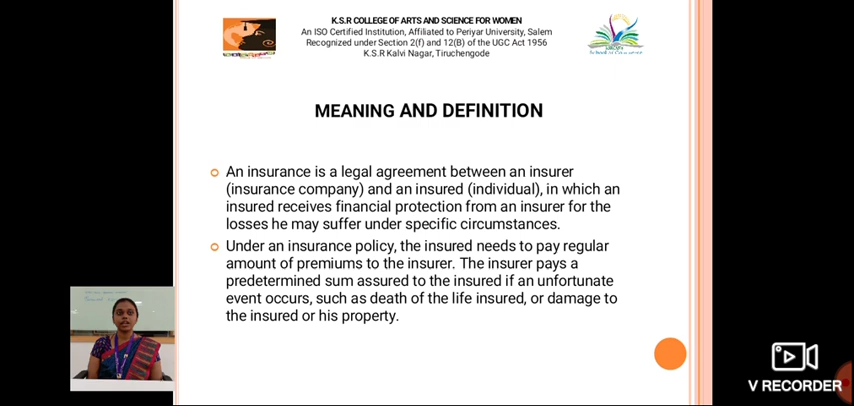 K.S.R COLLEGE OF ARTS AND SCIENCE FOR WOMEN
An ISO Certified Institution, Affiliated to Periyar University, Salem
Recognized under Section 2(f) and 12(B) of the UGC Act 1956
K.S.R Kalvi Nagar, Tiruchengode
MEANING AND DEFINITION
An insurance is a legal agreement between an insurer
(insurance company) and an insured (individual), in which an
insured receives financial protection from an insurer for the
losses he may suffer under specific circumstances.
Under an insurance policy, the insured needs to pay regular
amount of premiums to the insurer. The insurer pays a
predetermined sum assured to the insured if an unfortunate
event occurs, such as death of the life insured, or damage to
the insured or his property.
V RECORDER